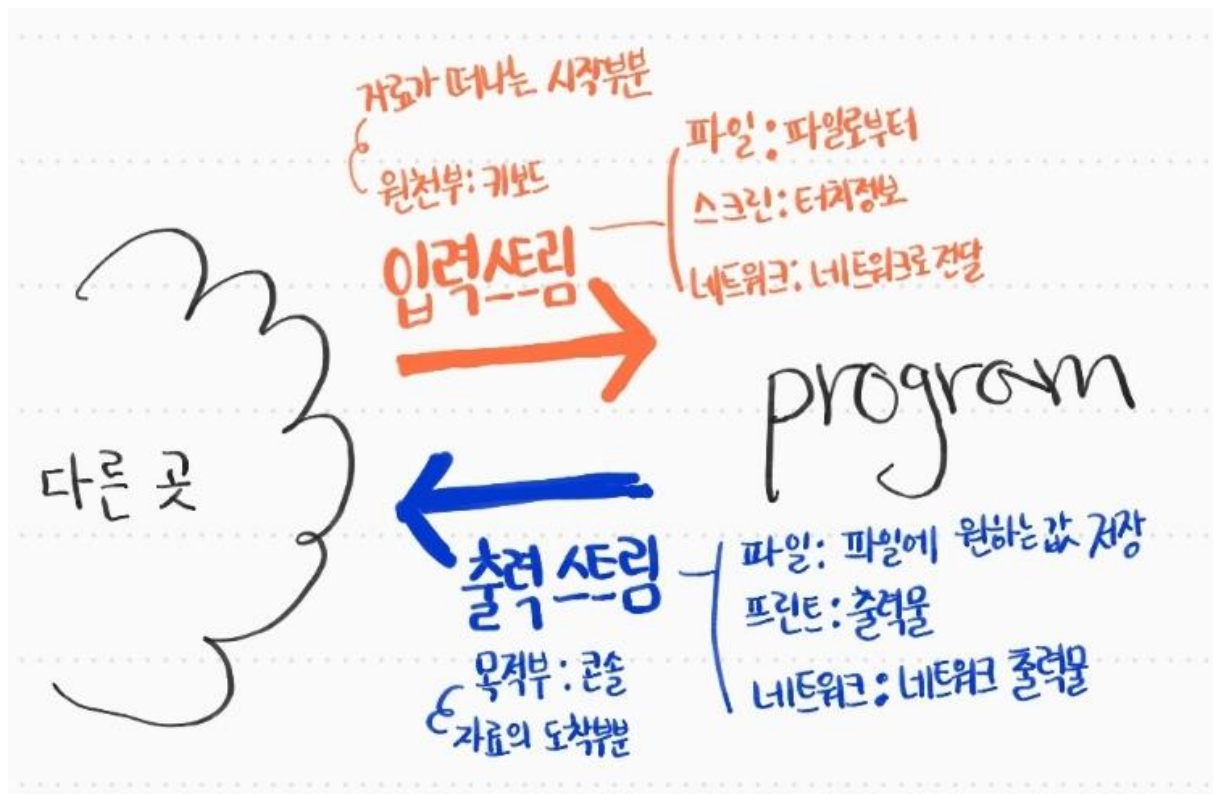 자료가 떠나는 시작부분
원천부: 키보드
입력스트림
파일: 파일로부터
스크린: 터치정보
네트워크: 네트워크로 전달
program
다른 곳
출력 스트림
목적부: 콘솔
자료의 도착부분
파일: 파일에 원하는 값 저장
프린트: 출력물
네트워크: 네트워크 출력물